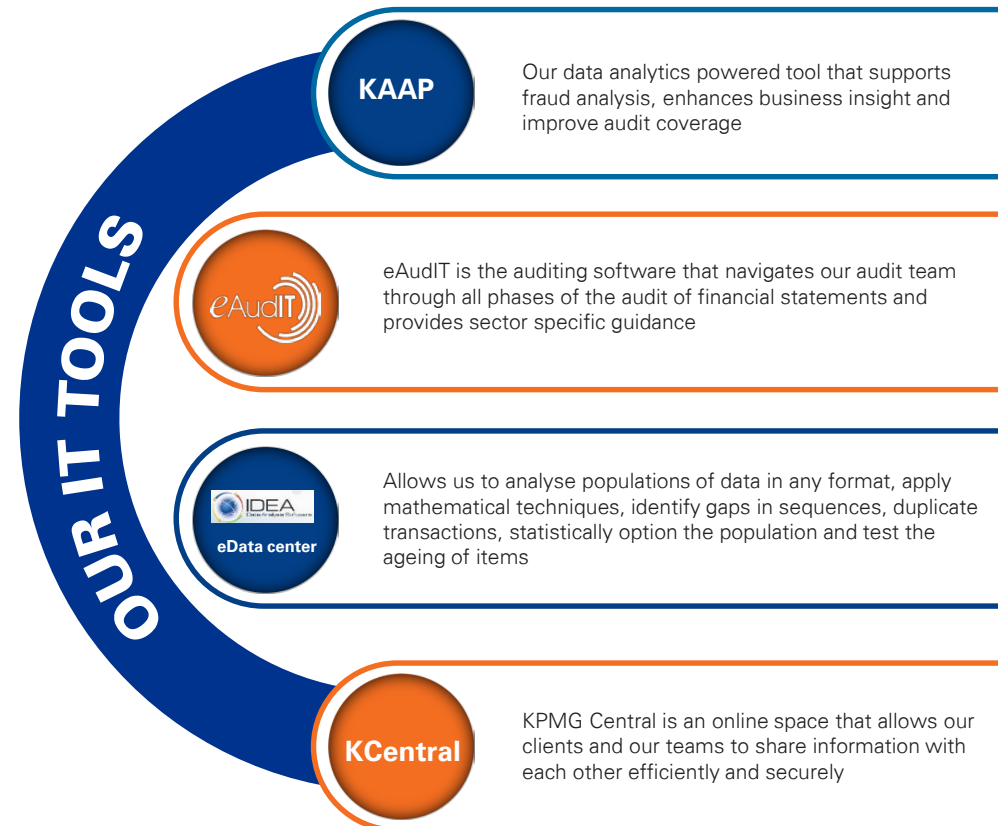 OUR IT TOOLS
KAAP
Our data analytics powered tool that supports
fraud analysis, enhances business insight and
improve audit coverage
eAudIT
eAudIT is the auditing software that navigates our audit team
through all phases of the audit of financial statements and
provides sector specific guidance
IDEA
Data Analysis Software
eData center
Allows us to analyse populations of data in any format, apply
mathematical techniques, identify gaps in sequences, duplicate
transactions, statistically option the population and test the
ageing of items
KCentral
KPMG Central is an online space that allows our
clients and our teams to share information with
each other efficiently and securely